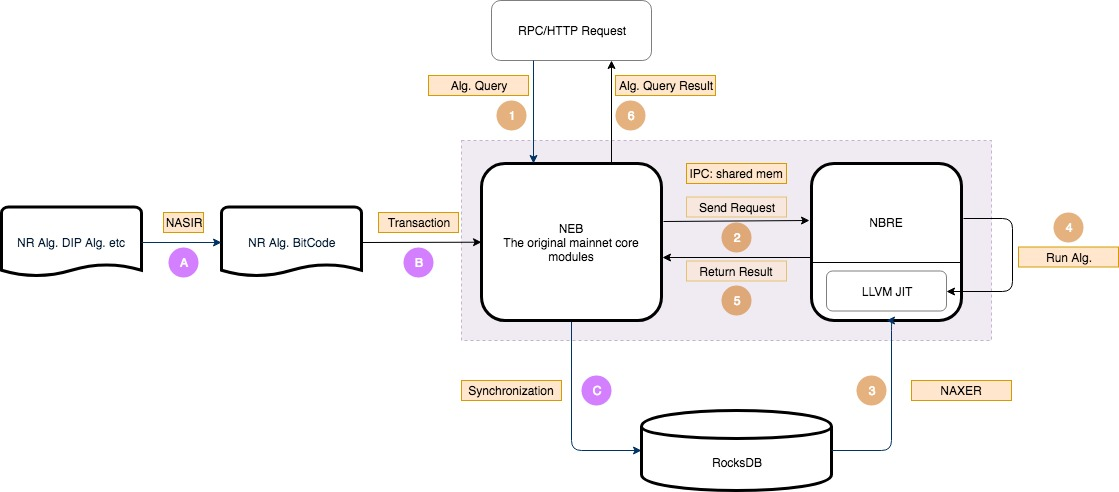 RPC/HTTP Request
Alg. Query
Alg. Query Result
1
6
IPC: shared mem
Send Request
2
NASIR
A
Transaction
B
NR Alg. DIP Alg. etc
NR Alg. BitCode
NEB
The original mainnet core
modules
NBRE
4
Run Alg.
Return Result
5
LLVM JIT
Synchronization
C
3
NAXER
RocksDB